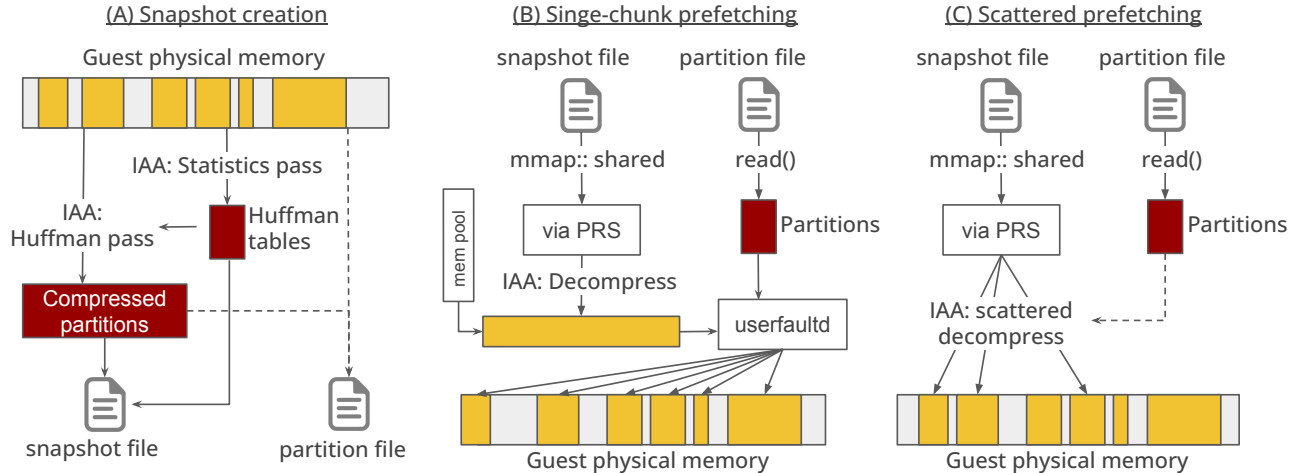 (A) Snapshot creation
Guest physical memory
IAA: Statistics pass
IAA:
Huffman pass
Huffman
tables
Compressed
partitions
snapshot file
partition file
(B) Singe-chunk prefetching
snapshot file
partition file
mmap:: shared
read()
mem pool
via PRS
Partitions
IAA: Decompress
userfaultd
Guest physical memory
(C) Scattered prefetching
snapshot file
partition file
mmap:: shared
read()
via PRS
Partitions
IAA: scattered
decompress
Guest physical memory